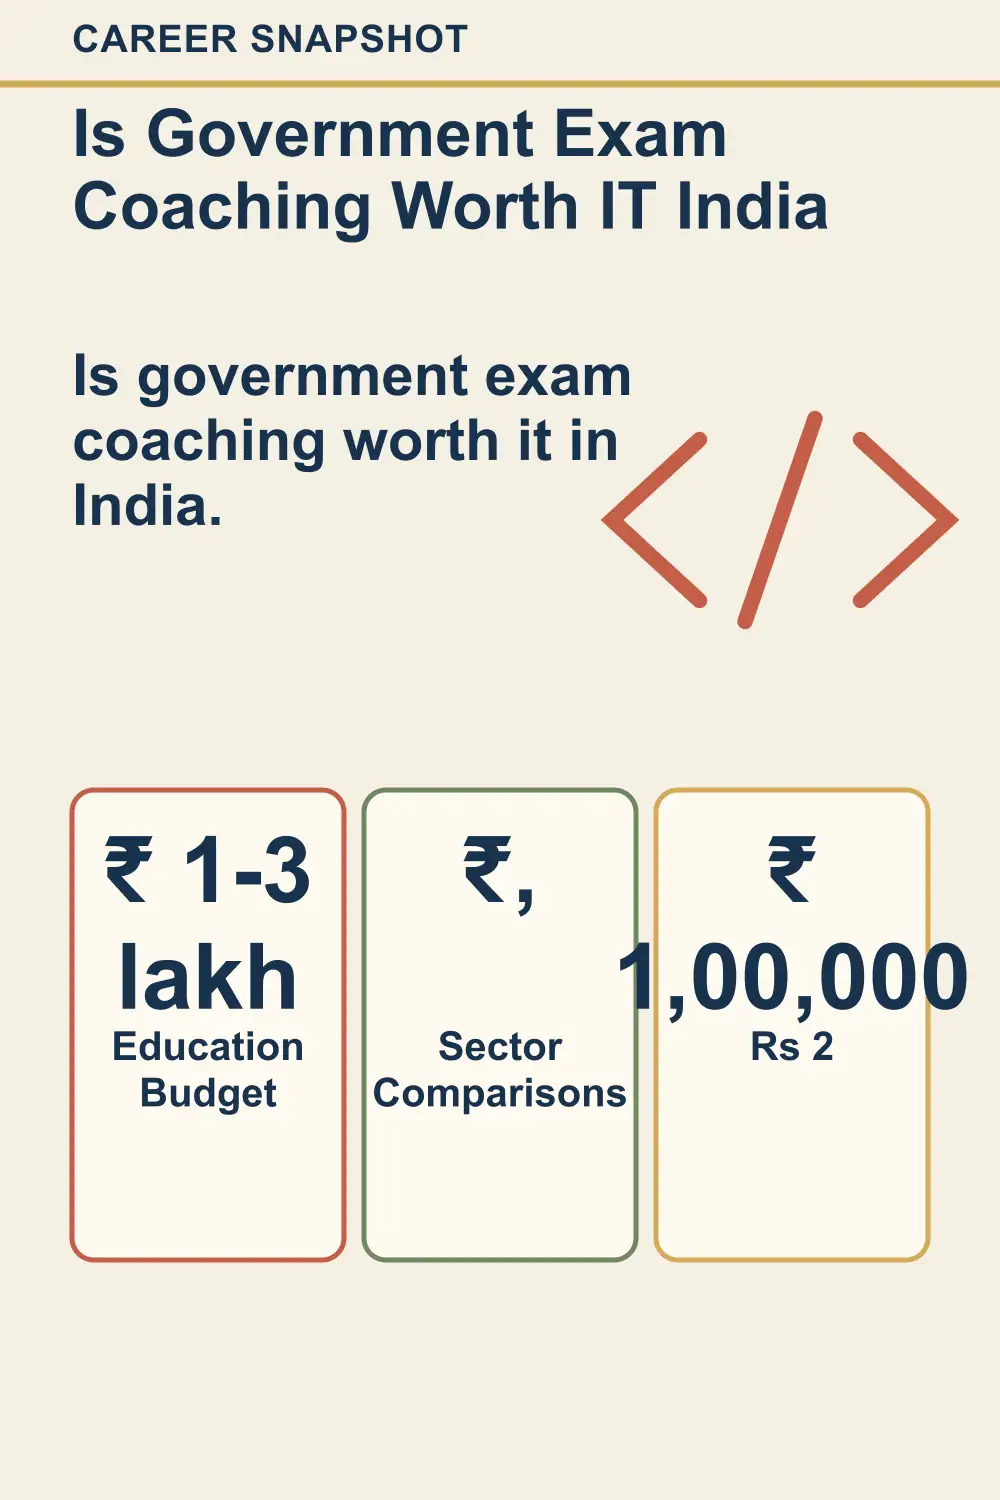 CAREER SNAPSHOT
Is Government Exam
Coaching Worth IT India
Is government exam
coaching worth it in
India.
₹ 1-3
lakh
Education
Budget
₹,
Sector
Comparisons
₹
1,00,000
Rs 2